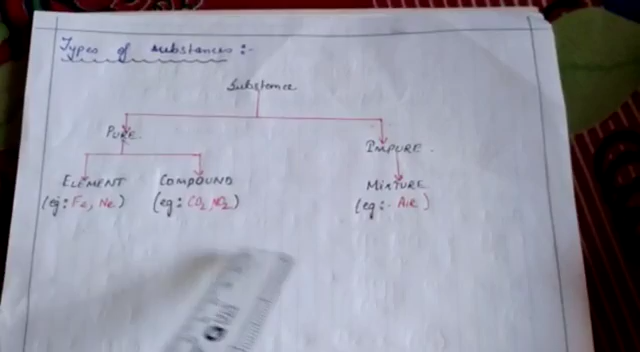 Types of substances :-
Substance
PURE.
IMPURE.
ELEMENT COMPOUND MIXTURE
(eg: Fe, Ne) (eg: CO2, NO2) (eg:- Air)